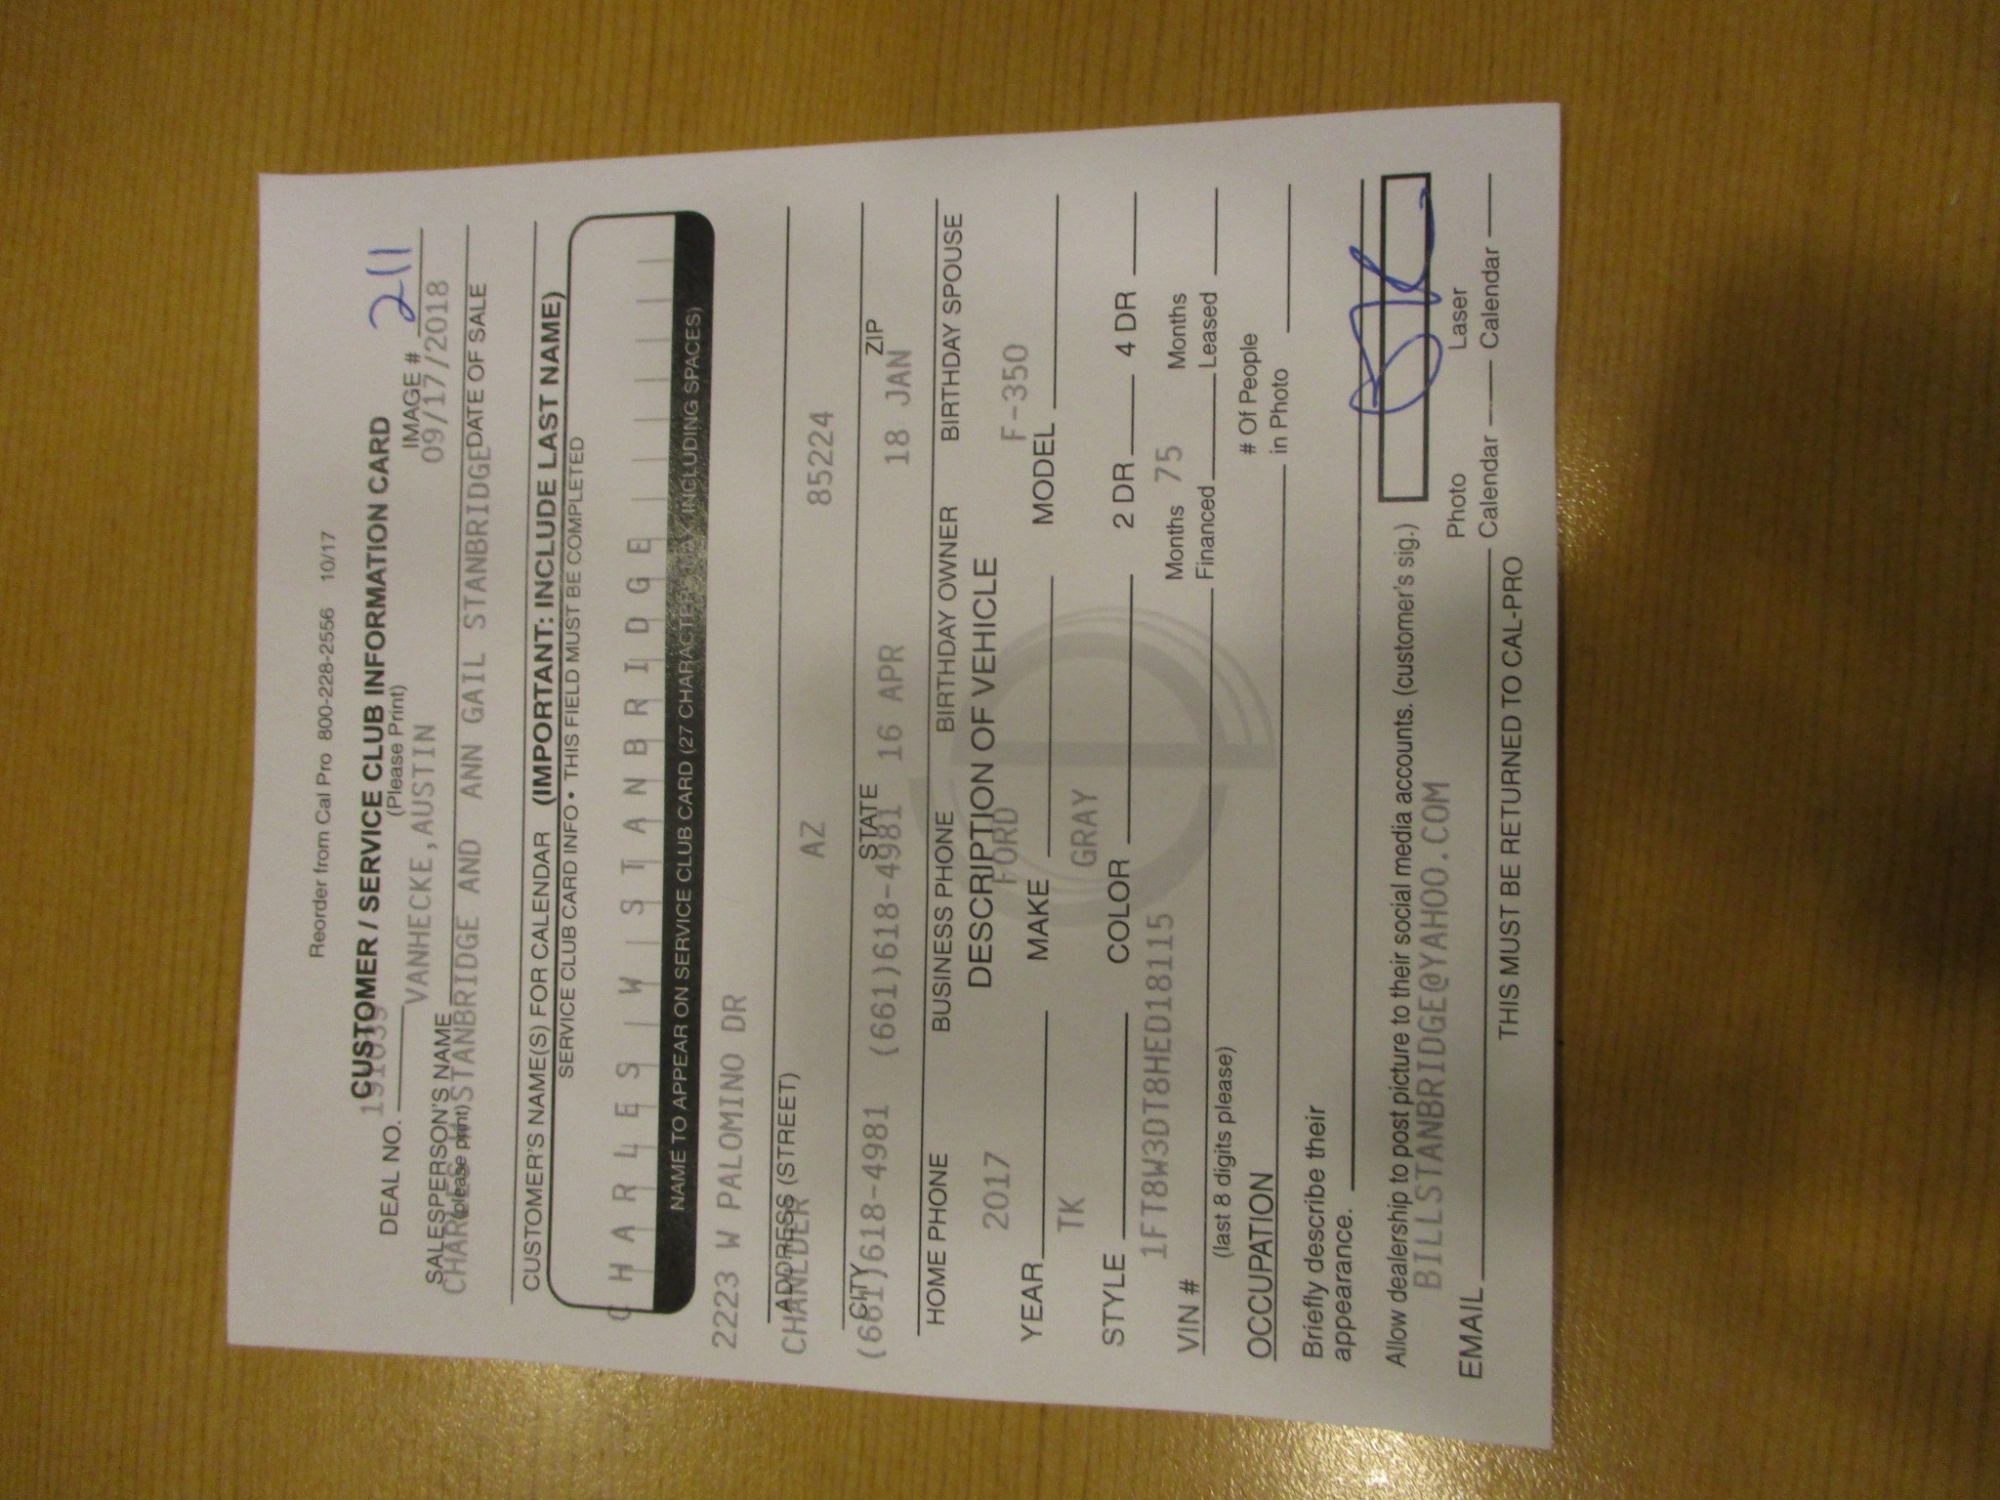 Reorder from Cal Pro 800-228-2556 10/17
CUSTOMER / SERVICE CLUB INFORMATION CARD
(Please Print)
DEAL NO. IMAGE # 211
VANHECKE,AUSTIN 09/17/2018
SALESPERSON'S NAME DATE OF SALE
(please print)
CHARLES W STANBRIDGE AND ANN GAIL STANBRIDGE
CUSTOMER'S NAME(S) FOR CALENDAR (IMPORTANT: INCLUDE LAST NAME)
SERVICE CLUB CARD INFO • THIS FIELD MUST BE COMPLETED
CHARLES W STANBRIDGE
NAME TO APPEAR ON SERVICE CLUB CARD (27 CHARACTERS MAX INCLUDING SPACES)
2223 W PALOMINO DR
ADDRESS (STREET)
CHANLDER AZ 85224
CITY STATE ZIP
(661)618-4981 (661)618-4981 16 APR 18 JAN
HOME PHONE BUSINESS PHONE BIRTHDAY OWNER BIRTHDAY SPOUSE
DESCRIPTION OF VEHICLE
2017 FORD F-350
YEAR MAKE MODEL
TK GRAY
STYLE COLOR 2 DR 4 DR
1FT8W3DT8HED18115 Months 75 Months
VIN # Financed Leased
(last 8 digits please)
OCCUPATION # Of People
in Photo
Briefly describe their
appearance.
Allow dealership to post picture to their social media accounts. (customer's sig.)
BILLSTANBRIDGE@YAHOO.COM Photo Laser
EMAIL Calendar Calendar
THIS MUST BE RETURNED TO CAL-PRO